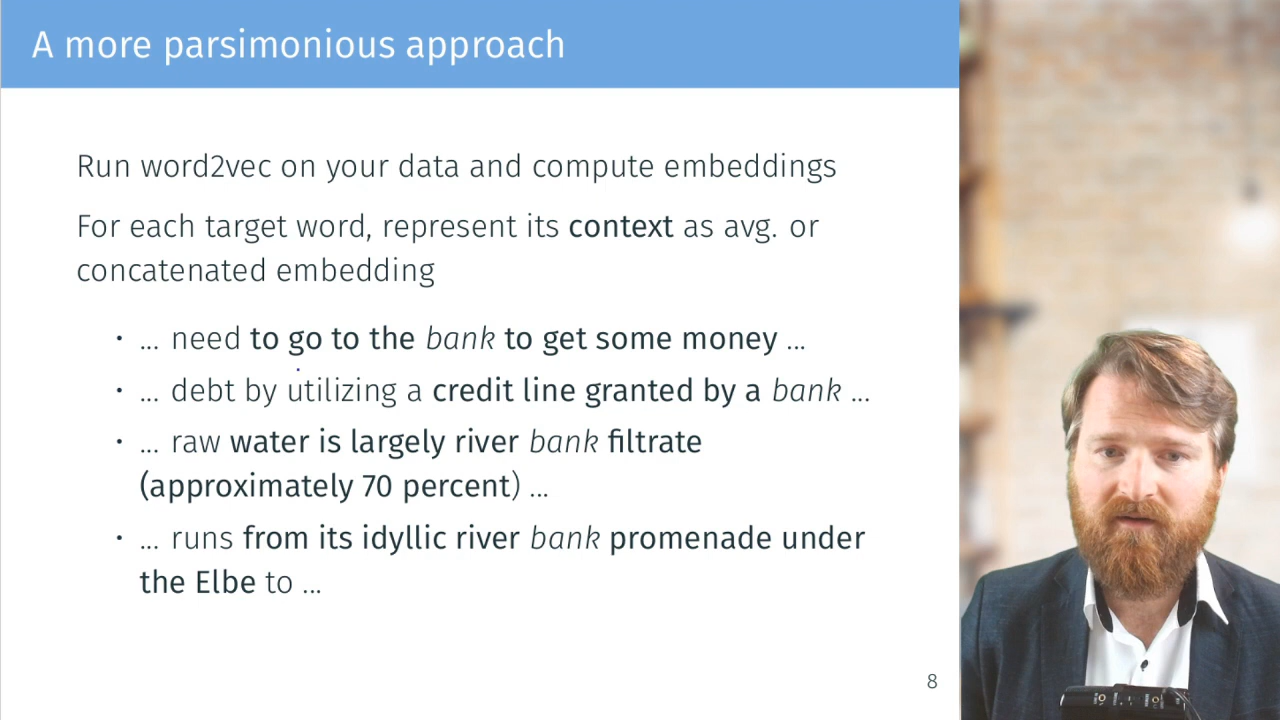 A more parsimonious approach
Run word2vec on your data and compute embeddings
For each target word, represent its context as avg. or
concatenated embedding
• ... need to go to the bank to get some money ...
• ... debt by utilizing a credit line granted by a bank ...
• ... raw water is largely river bank filtrate
(approximately 70 percent) ...
• ... runs from its idyllic river bank promenade under
the Elbe to ...
8